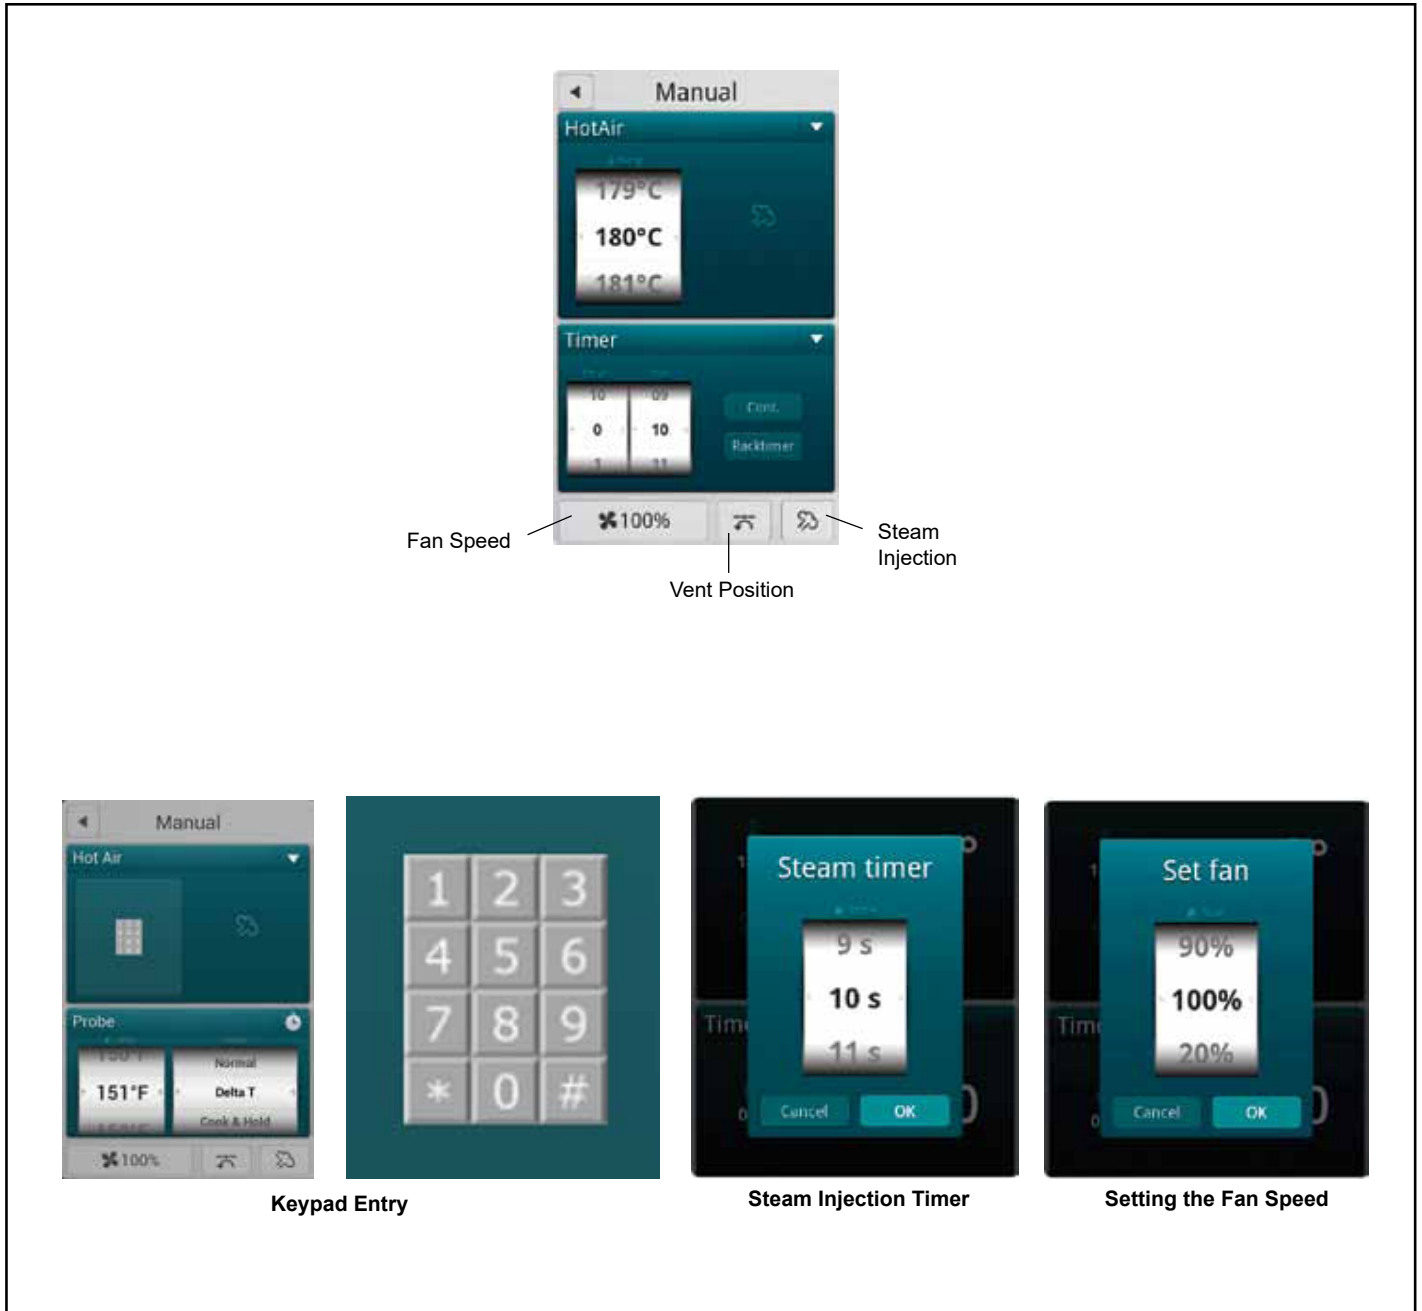 Manual
HotAir
179°C
180°C
181°C
Timer
10 09
0 10
1 11
Cont.
Racktimer
100%
Fan Speed
Vent Position
Steam
Injection
Manual
Hot Air
Probe
150°F Normal
151°F Delta T
Cook & Hold
100%
1 2 3
4 5 6
7 8 9
* 0 #
Keypad Entry
Steam timer
9 s
10 s
11 s
Cancel OK
Steam Injection Timer
Set fan
90%
100%
20%
Cancel OK
Setting the Fan Speed